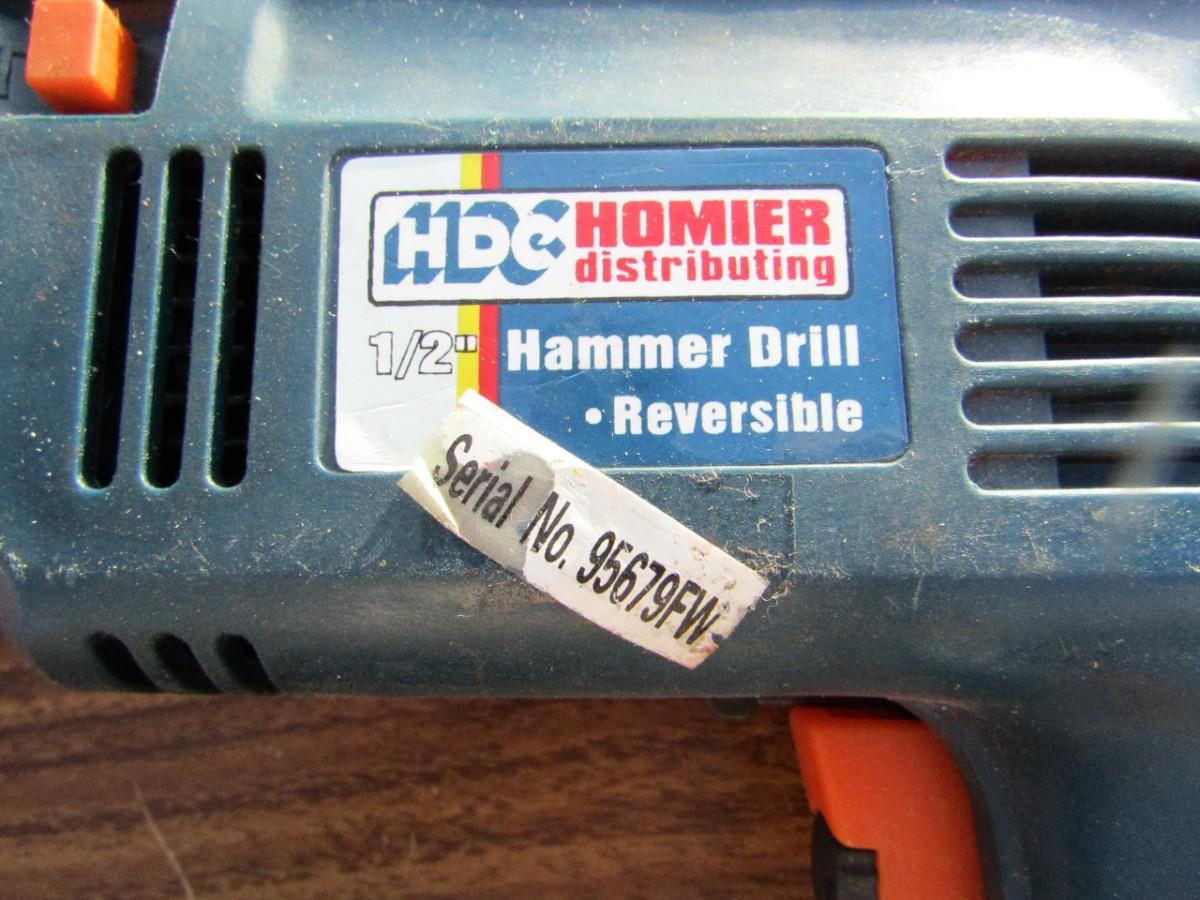 HDC HOMIER
distributing
1/2" Hammer Drill
• Reversible
Serial No. 95679FW